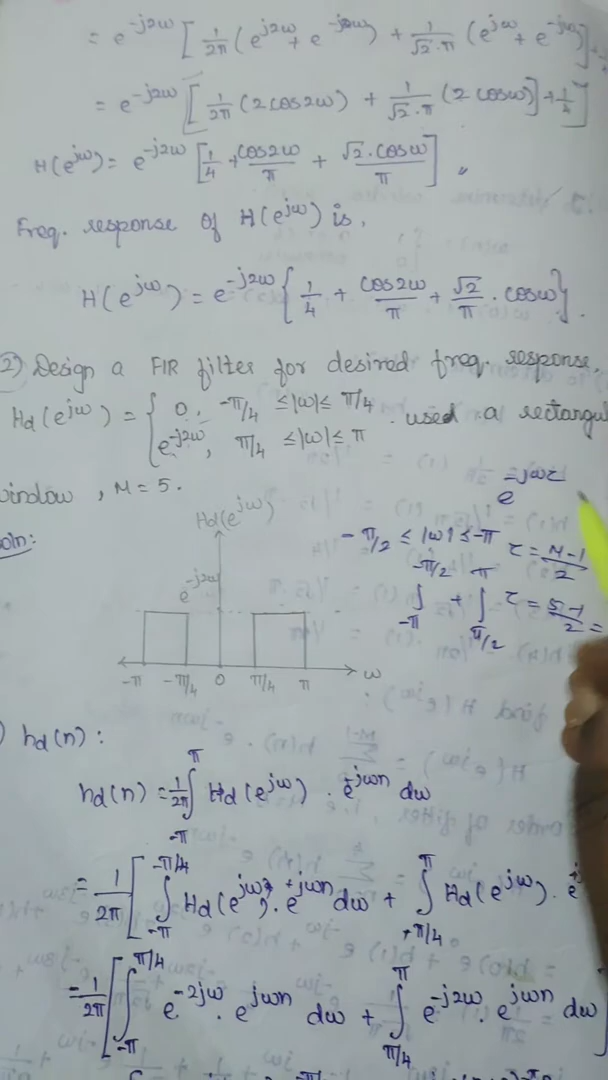 = e^{-j2ω} [ 1/2π (e^{j2ω} + e^{-j2ω}) + 1/√2·π (e^{jω} + e^{-jω})]
= e^{-j2ω} [ 1/2π (2cos2ω) + 1/√2·π (2cosω] + 1/4 ]
H(e^{jω}) = e^{-j2ω} [ 1/4 + cos2ω/π + √2·cosω/π ] 〃
Freq. response of H(e^{jω}) is,
H(e^{jω}) = e^{-j2ω} { 1/4 + cos2ω/π + √2/π · cosω }.
2) Design a FIR filter for desired freq. response,
Hd(e^{jω}) = { 0, -π/4 ≤ |ω| ≤ π/4
e^{-j2ω}, π/4 ≤ |ω| ≤ π . used a rectangul
window, M = 5.
e^{-jωτ}
Soln:
Hd(e^{jω})
-π/2 ≤ |ω| ≤ -π
τ = M-1/2
e^{-j2ω}
∫_{-π}^{-π/2} + ∫_{π/2}^{π}
τ = 5-1/2 =
-π -π/4 0 π/4 π ω
) hd(n):
hd(n) = 1/2π ∫_{-π}^{π} Hd(e^{jω}) · e^{+jωn} dω
= 1/2π [ ∫_{-π}^{-π/4} Hd(e^{jω}) · e^{+jωn} dω + ∫_{+π/4}^{π} Hd(e^{jω}) · e
= 1/2π [ ∫_{-π}^{-π/4} e^{-2jω} · e^{jωn} dω + ∫_{π/4}^{π} e^{-j2ω} · e^{jωn} dω ]